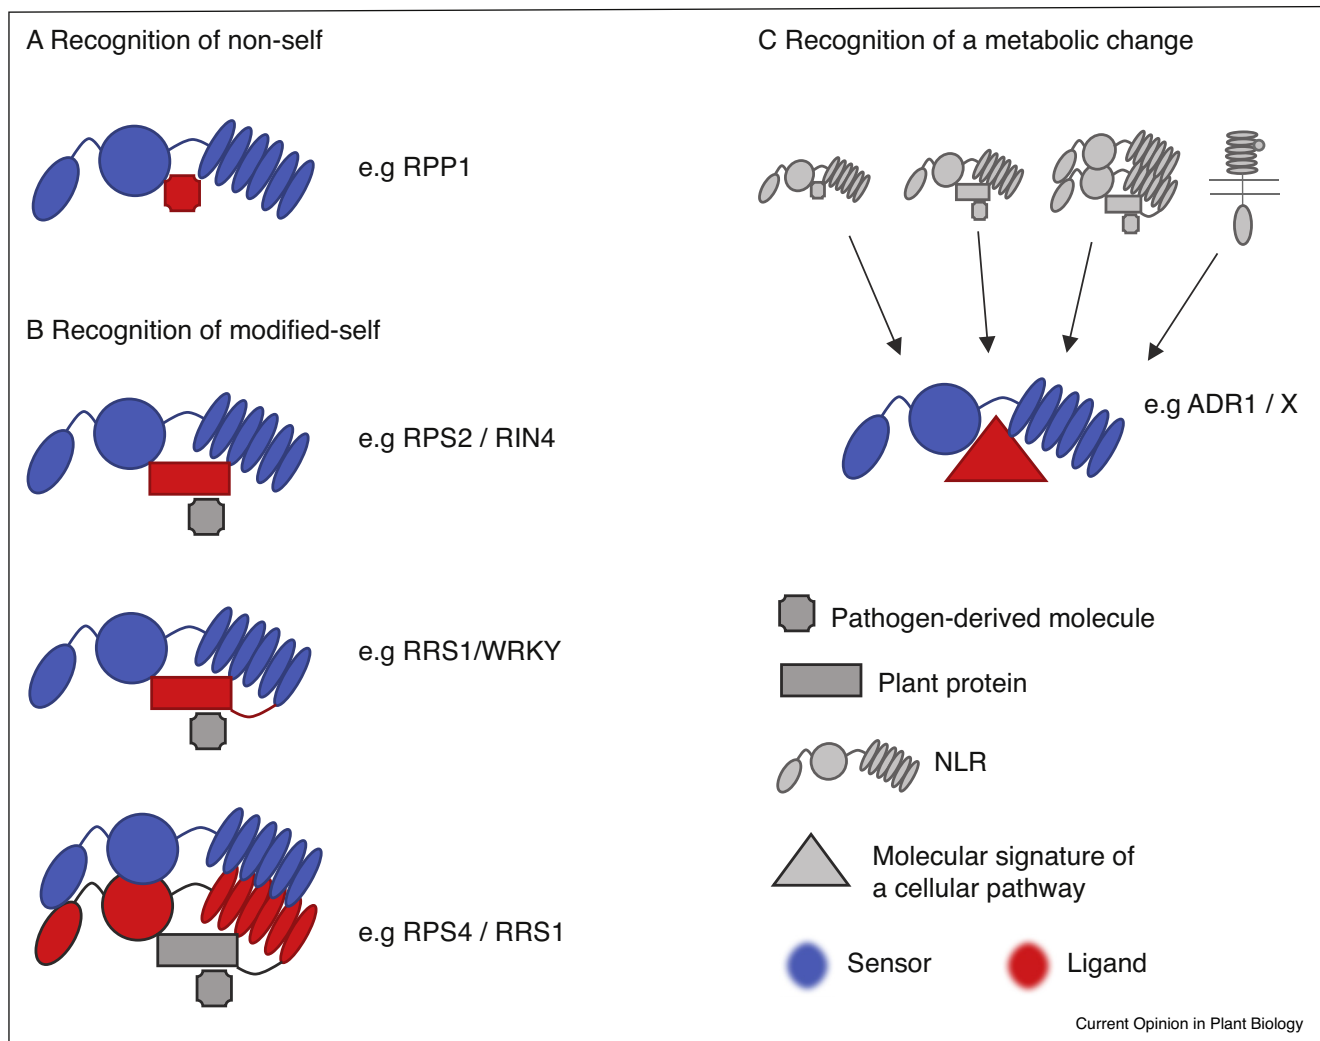 A Recognition of non-self
e.g RPP1
B Recognition of modified-self
e.g RPS2 / RIN4
e.g RRS1/WRKY
e.g RPS4 / RRS1
C Recognition of a metabolic change
e.g ADR1 / X
Pathogen-derived molecule
Plant protein
NLR
Molecular signature of
a cellular pathway
Sensor
Ligand
Current Opinion in Plant Biology